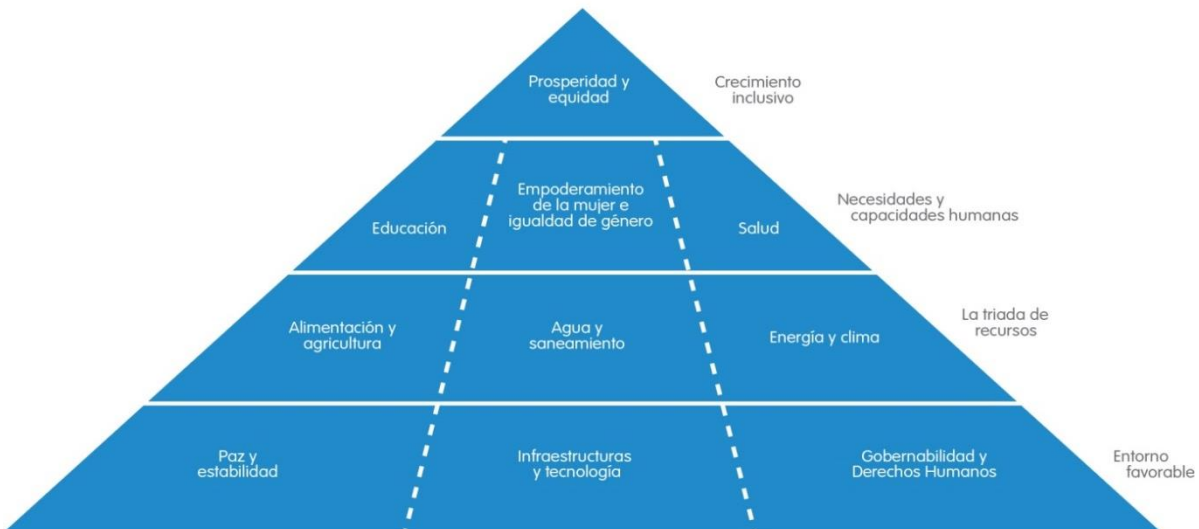 Prosperidad y
equidad
Crecimiento
inclusivo
Educación
Empoderamiento
de la mujer e
igualdad de género
Salud
Necesidades y
capacidades humanas
Alimentación y
agricultura
Agua y
saneamiento
Energía y clima
La triada de
recursos
Paz y
estabilidad
Infraestructuras
y tecnología
Gobernabilidad y
Derechos Humanos
Entorno
favorable